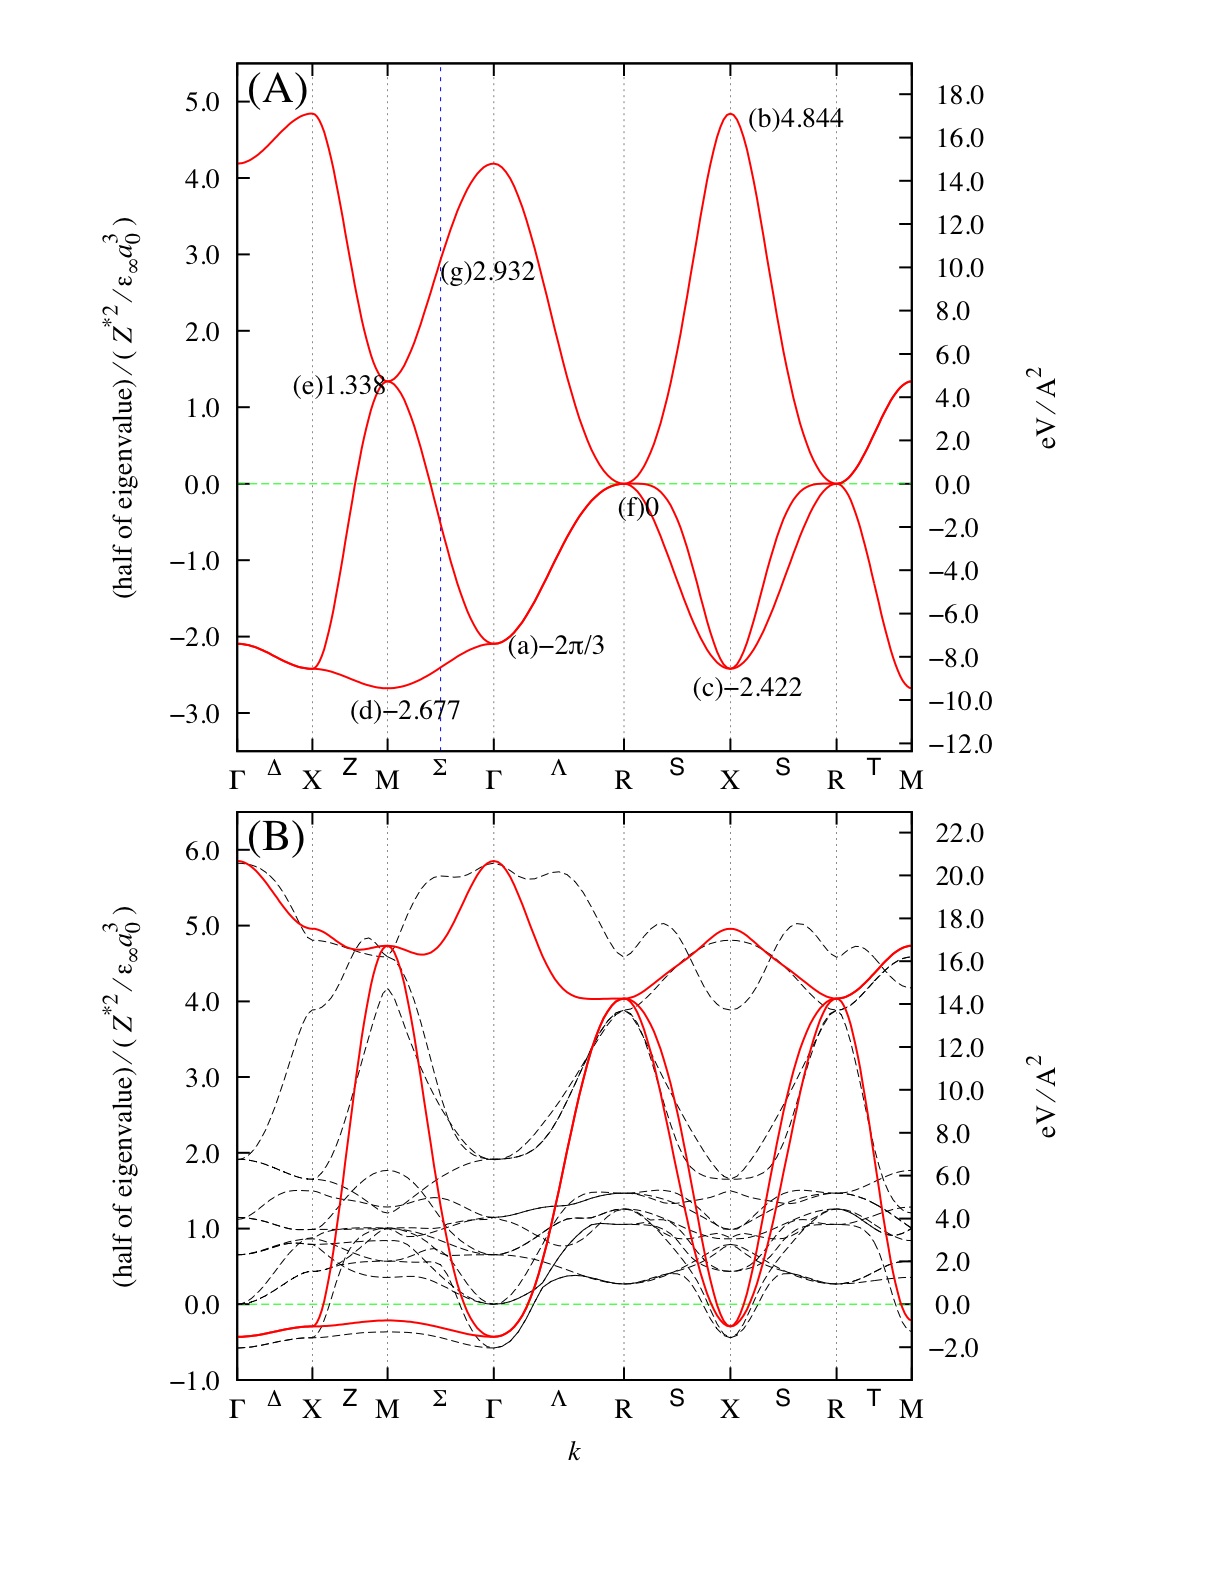 (A)
5.0
4.0
3.0
2.0
1.0
0.0
−1.0
−2.0
−3.0
(half of eigenvalue) / ( Z*2 / ε∞a03 )
18.0
16.0
14.0
12.0
10.0
8.0
6.0
4.0
2.0
0.0
−2.0
−4.0
−6.0
−8.0
−10.0
−12.0
eV / A2
(b)4.844
(g)2.932
(e)1.338
(f)0
(a)−2π/3
(c)−2.422
(d)−2.677
Γ Δ X Z M Σ Γ Λ R S X S R T M
(B)
6.0
5.0
4.0
3.0
2.0
1.0
0.0
−1.0
(half of eigenvalue) / ( Z*2 / ε∞a03 )
22.0
20.0
18.0
16.0
14.0
12.0
10.0
8.0
6.0
4.0
2.0
0.0
−2.0
eV / A2
Γ Δ X Z M Σ Γ Λ R S X S R T M
k